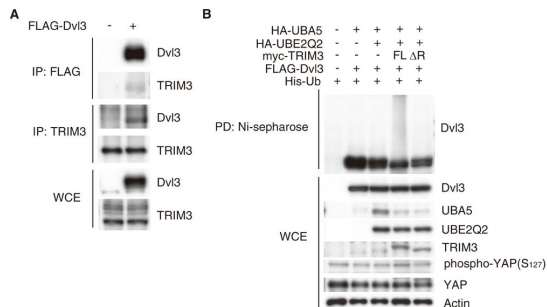 A
FLAG-Dvl3 - +
IP: FLAG
Dvl3
TRIM3
IP: TRIM3
Dvl3
TRIM3
WCE
Dvl3
TRIM3
B
HA-UBA5 - + + + +
HA-UBE2Q2 - - + + +
myc-TRIM3 - - - FL ΔR
FLAG-Dvl3 - + + + +
His-Ub + + + + +
PD: Ni-sepharose
Dvl3
WCE
Dvl3
UBA5
UBE2Q2
TRIM3
phospho-YAP(S127)
YAP
Actin